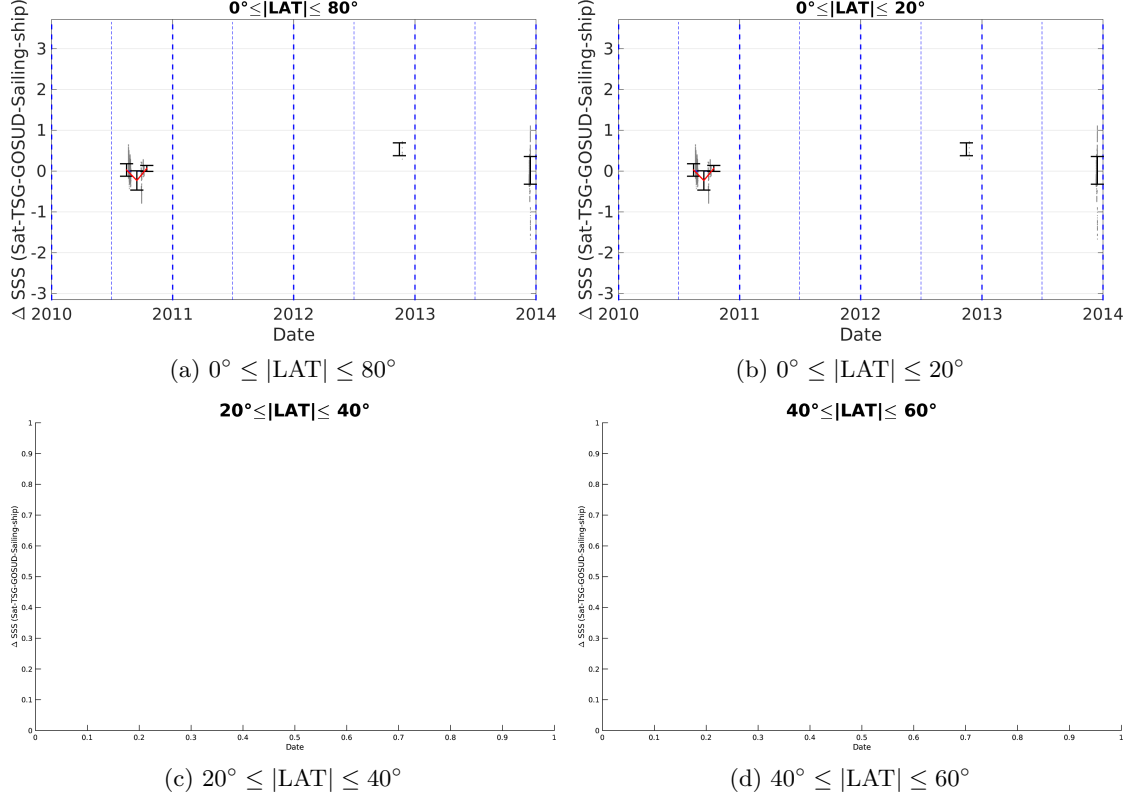 0°≤|LAT|≤ 80°
Δ SSS (Sat-TSG-GOSUD-Sailing-ship)
3
2
1
0
-1
-2
-3
2010 2011 2012 2013 2014
Date
(a) 0° ≤ |LAT| ≤ 80°
0°≤|LAT|≤ 20°
Δ SSS (Sat-TSG-GOSUD-Sailing-ship)
3
2
1
0
-1
-2
-3
2010 2011 2012 2013 2014
Date
(b) 0° ≤ |LAT| ≤ 20°
20°≤|LAT|≤ 40°
Δ SSS (Sat-TSG-GOSUD-Sailing-ship)
1
0.9
0.8
0.7
0.6
0.5
0.4
0.3
0.2
0.1
0
0 0.1 0.2 0.3 0.4 0.5 0.6 0.7 0.8 0.9 1
Date
(c) 20° ≤ |LAT| ≤ 40°
40°≤|LAT|≤ 60°
Δ SSS (Sat-TSG-GOSUD-Sailing-ship)
1
0.9
0.8
0.7
0.6
0.5
0.4
0.3
0.2
0.1
0
0 0.1 0.2 0.3 0.4 0.5 0.6 0.7 0.8 0.9 1
Date
(d) 40° ≤ |LAT| ≤ 60°